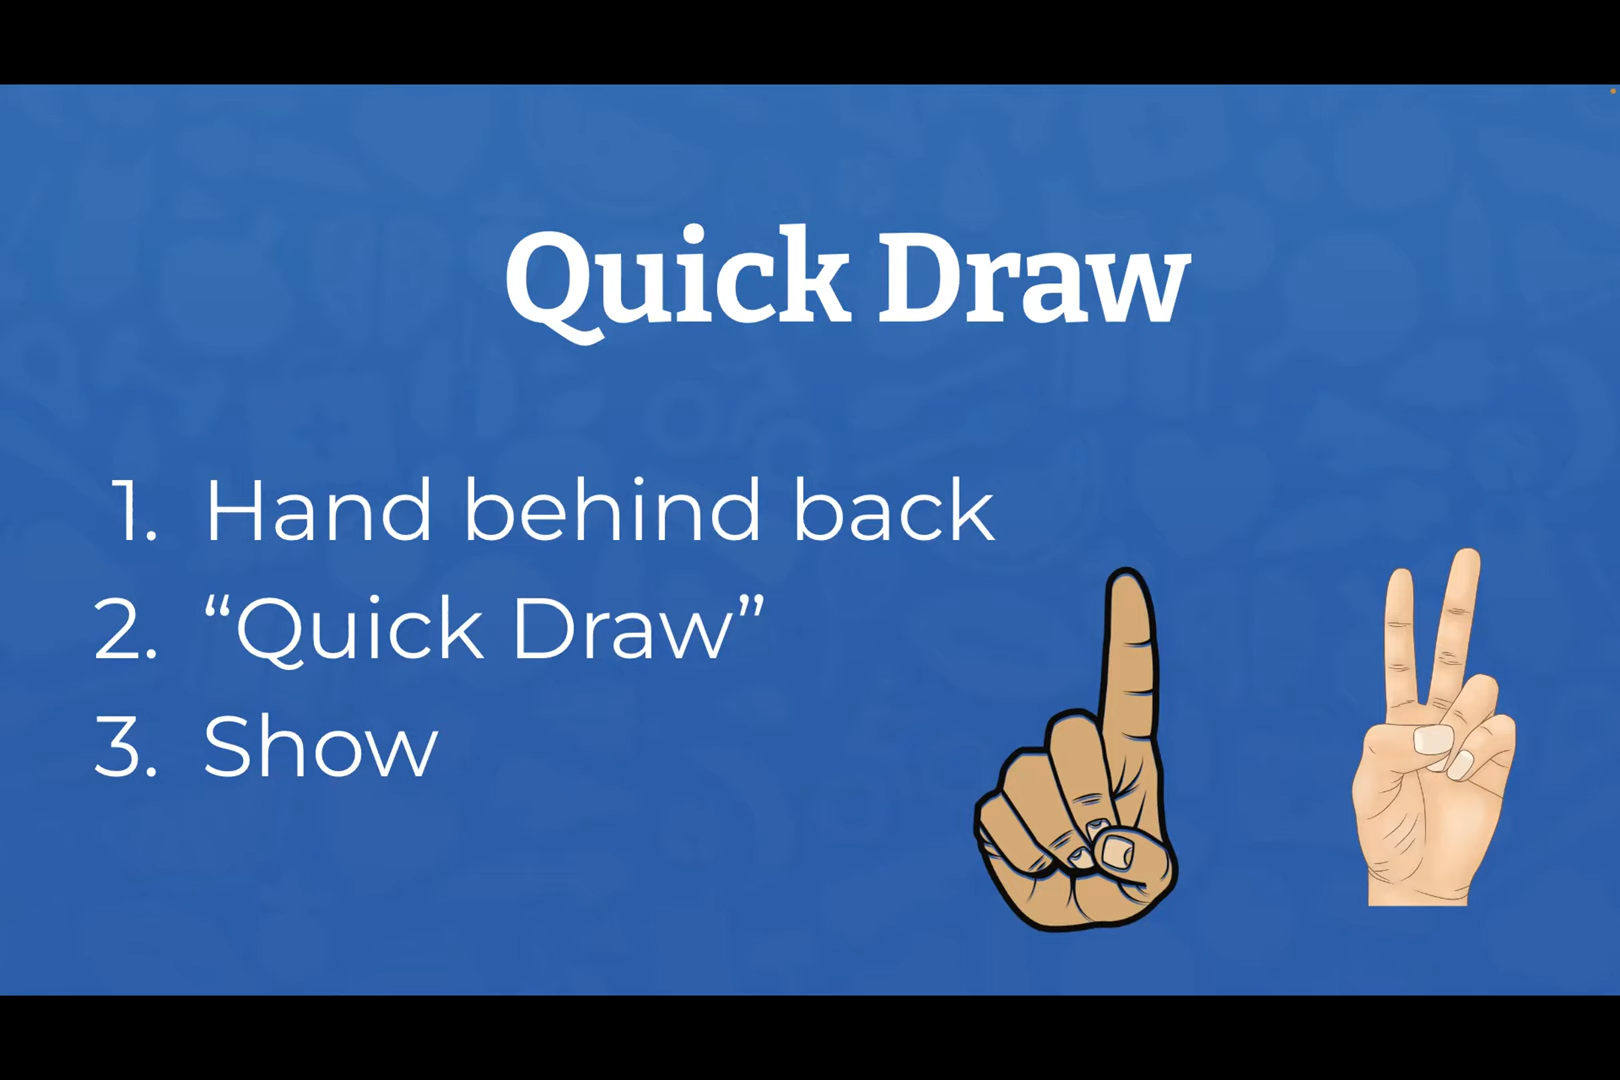 Quick Draw
1. Hand behind back
2. “Quick Draw”
3. Show